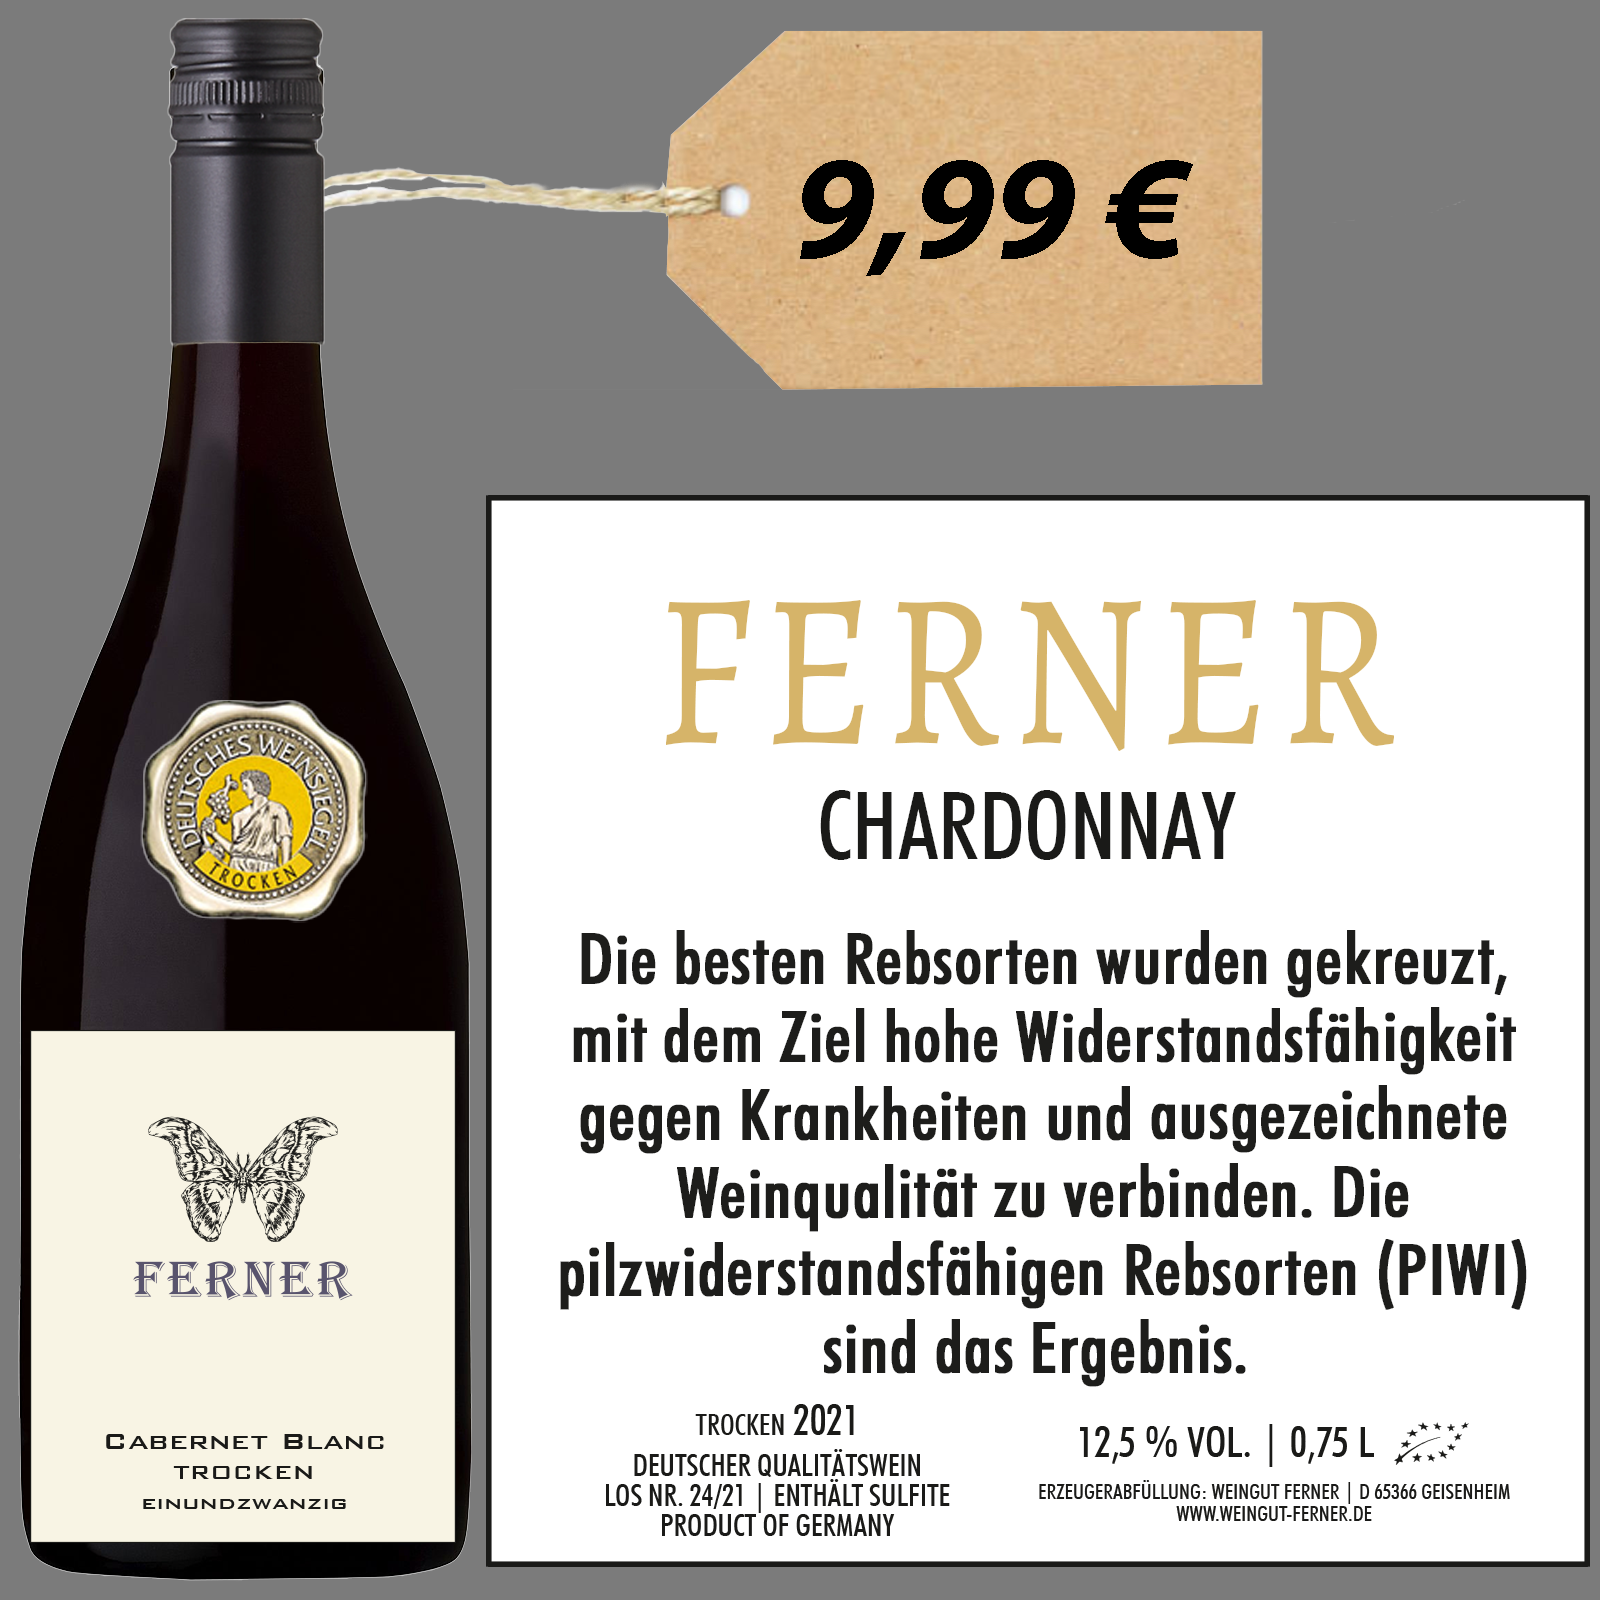 9,99 €
DEUTSCHES WEINSIEGEL
TROCKEN
FERNER
CABERNET BLANC
TROCKEN
EINUNDZWANZIG
FERNER
CHARDONNAY
Die besten Rebsorten wurden gekreuzt,
mit dem Ziel hohe Widerstandsfähigkeit
gegen Krankheiten und ausgezeichnete
Weinqualität zu verbinden. Die
pilzwiderstandsfähigen Rebsorten (PIWI)
sind das Ergebnis.
TROCKEN 2021
DEUTSCHER QUALITÄTSWEIN
LOS NR. 24/21 | ENTHÄLT SULFITE
PRODUCT OF GERMANY
12,5 % VOL. | 0,75 L
ERZEUGERABFÜLLUNG: WEINGUT FERNER | D 65366 GEISENHEIM
WWW.WEINGUT-FERNER.DE